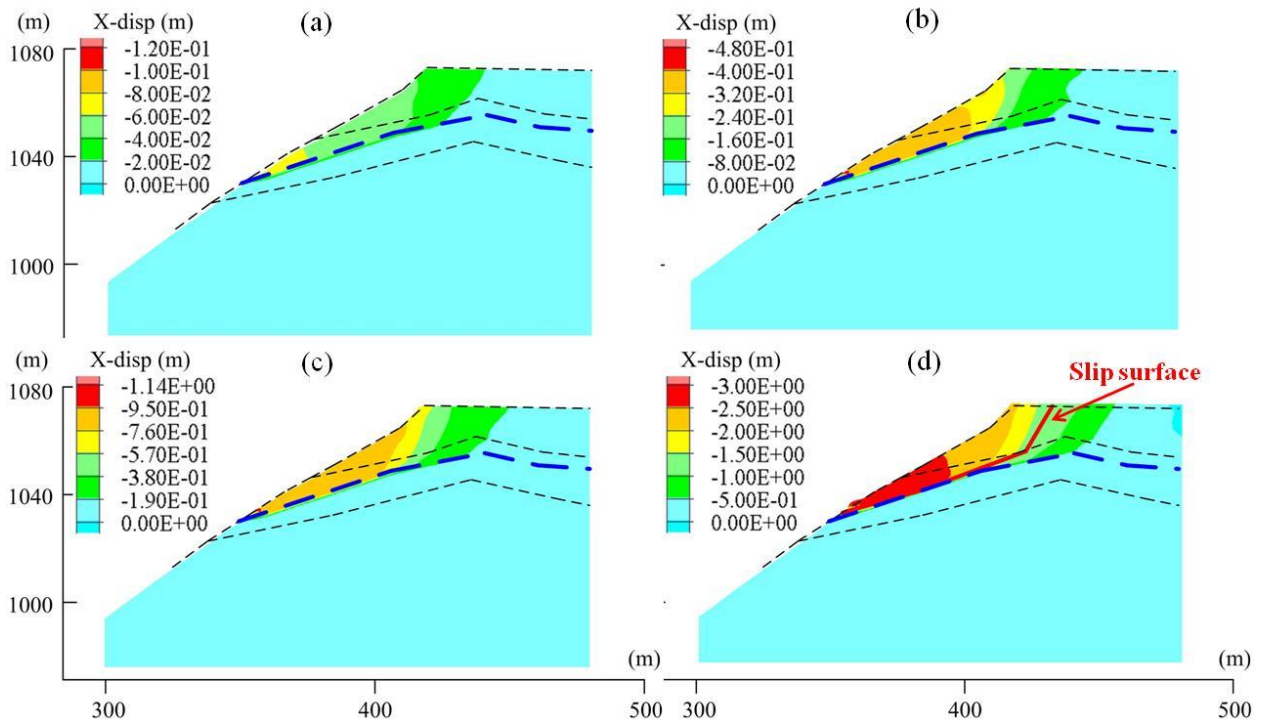 (m)
X-disp (m)
(a)
-1.20E-01
-1.00E-01
-8.00E-02
-6.00E-02
-4.00E-02
-2.00E-02
0.00E+00
1080
1040
1000
X-disp (m)
(b)
-4.80E-01
-4.00E-01
-3.20E-01
-2.40E-01
-1.60E-01
-8.00E-02
0.00E+00
(m)
X-disp (m)
(c)
-1.14E+00
-9.50E-01
-7.60E-01
-5.70E-01
-3.80E-01
-1.90E-01
0.00E+00
1080
1040
1000
(m)
300
400
500
X-disp (m)
(d)
Slip surface
-3.00E+00
-2.50E+00
-2.00E+00
-1.50E+00
-1.00E+00
-5.00E-01
0.00E+00
(m)
300
400
500